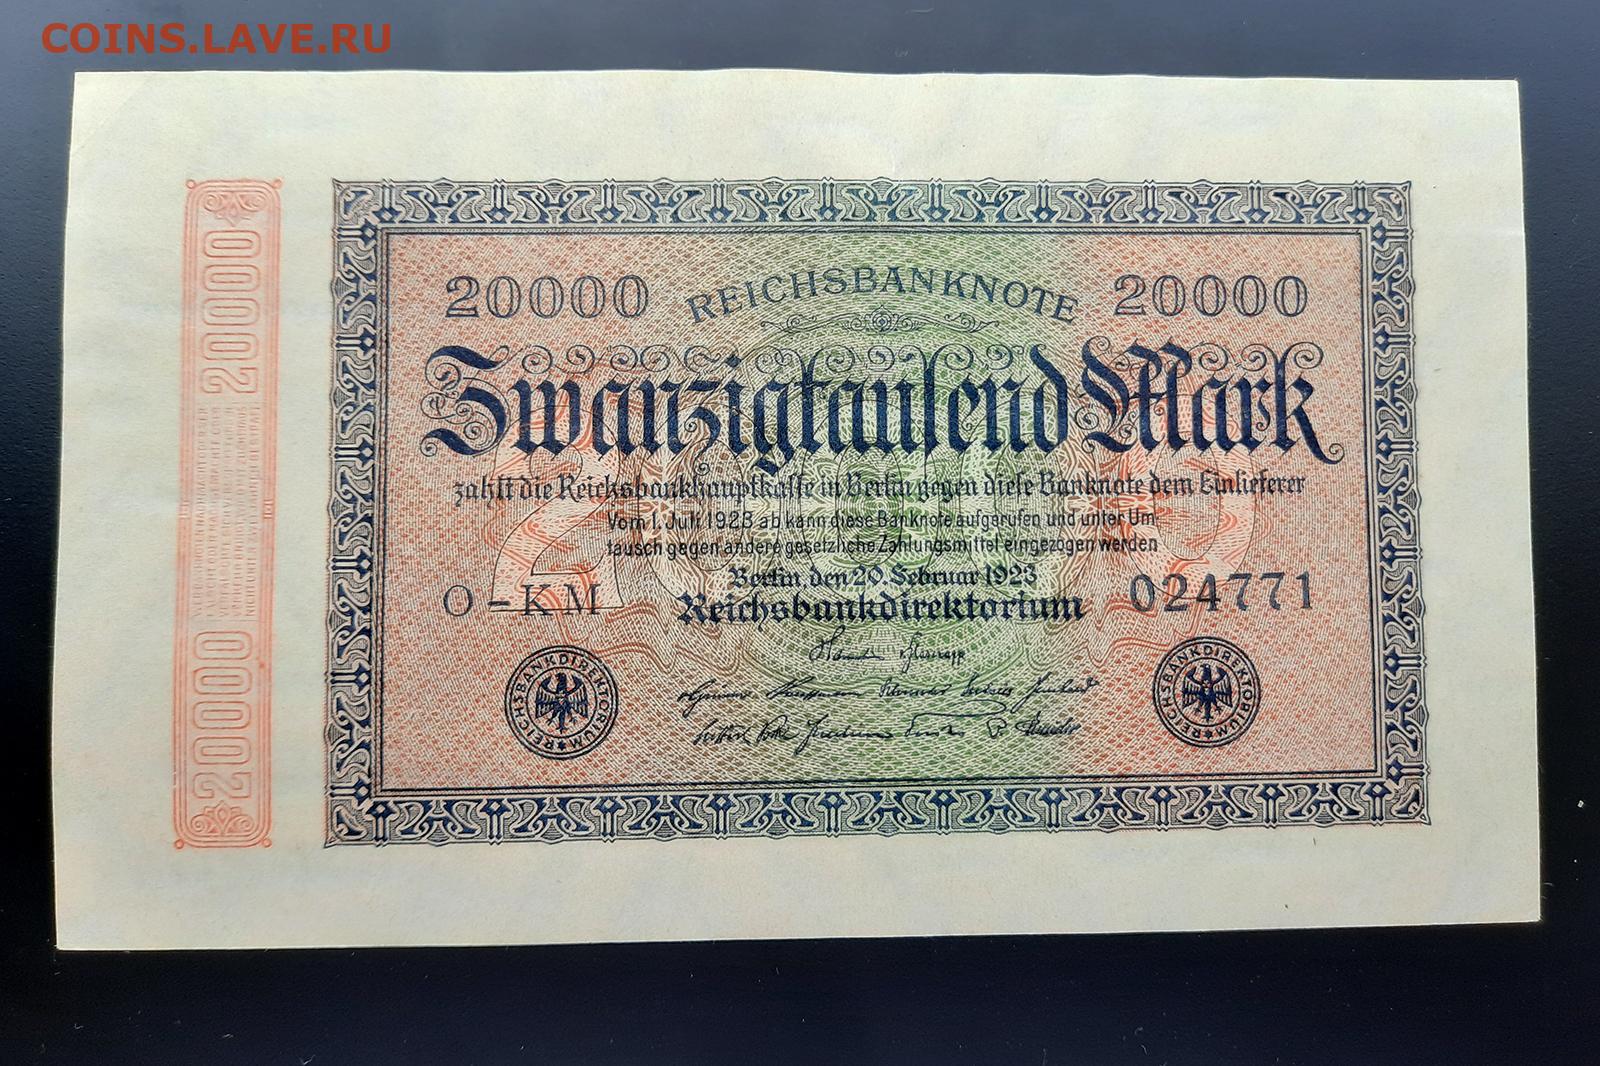 COINS.LAVE.RU
20000 REICHSBANKNOTE 20000
Zwanzigtausend Mark
zahlt die Reichsbankhauptkasse in Berlin gegen diese Banknote dem Einlieferer
Vom 1. Juli 1923 ab kann diese Banknote aufgerufen und unter Um
tausch gegen andere gesetzliche Zahlungsmittel eingezogen werden
Berlin, den 20. Februar 1923
O-KM Reichsbankdirektorium 024771
REICHSBANKDIREKTORIUM
REICHSBANKDIREKTORIUM
20000
20000
20000